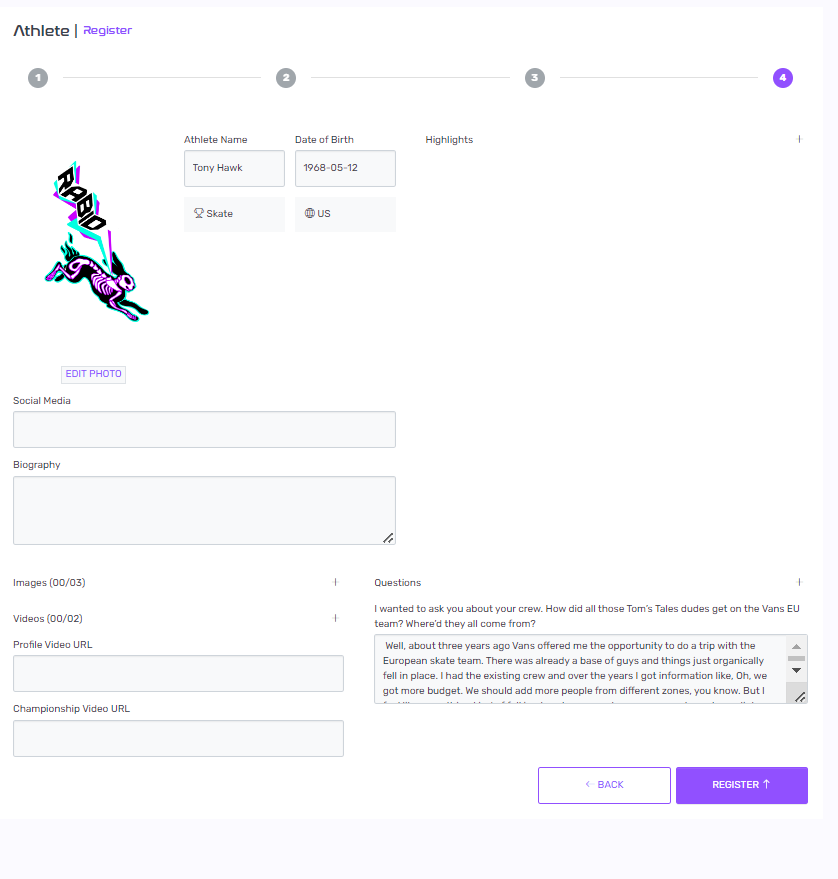 Athlete | Register
1
2
3
4
Athlete Name
Date of Birth
Highlights
+
Tony Hawk
1968-05-12
Skate
US
RABID
EDIT PHOTO
Social Media
Biography
Images (00/03)
+
Videos (00/02)
+
Profile Video URL
Championship Video URL
Questions
+
I wanted to ask you about your crew. How did all those Tom's Tales dudes get on the Vans EU
team? Where'd they all come from?
Well, about three years ago Vans offered me the opportunity to do a trip with the
European skate team. There was already a base of guys and things just organically
fell in place. I had the existing crew and over the years I got information like, Oh, we
got more budget. We should add more people from different zones, you know. But I
← BACK
REGISTER ↑